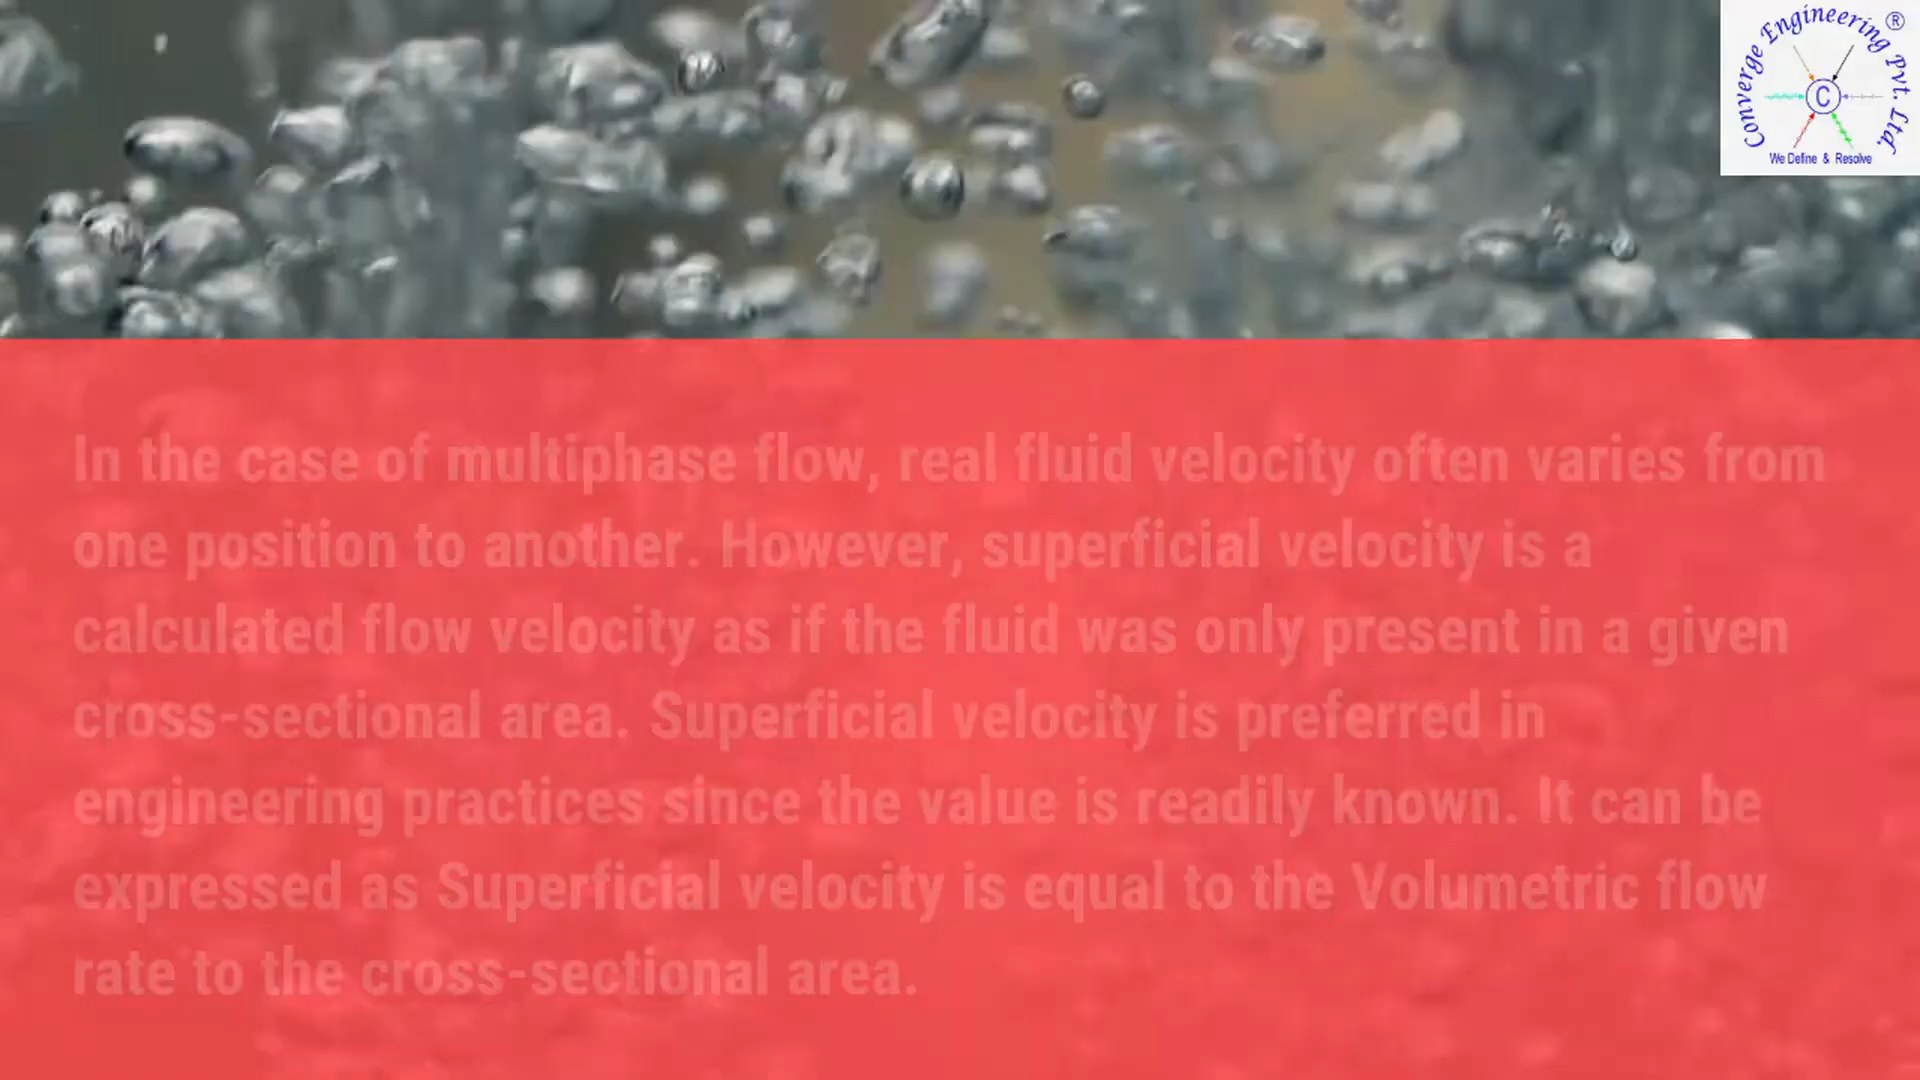 Converge Engineering Pvt. Ltd.
®
C
We Define & Resolve
In the case of multiphase flow, real fluid velocity often varies from
one position to another. However, superficial velocity is a
calculated flow velocity as if the fluid was only present in a given
cross-sectional area. Superficial velocity is preferred in
engineering practices since the value is readily known. It can be
expressed as Superficial velocity is equal to the Volumetric flow
rate to the cross-sectional area.